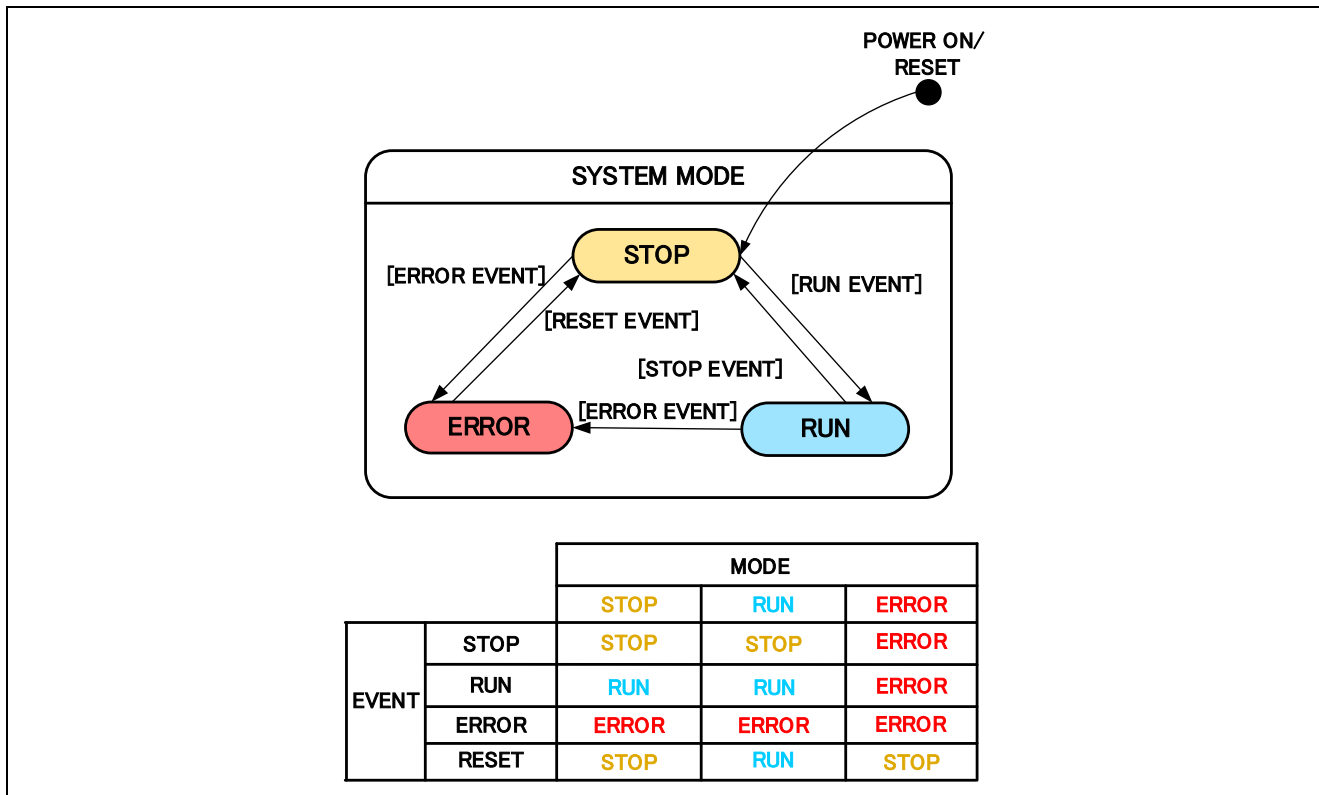 POWER ON/
RESET
SYSTEM MODE
STOP
[ERROR EVENT]
[RUN EVENT]
[RESET EVENT]
[STOP EVENT]
[ERROR EVENT]
ERROR
RUN
MODE
STOP RUN ERROR
EVENT
STOP STOP STOP ERROR
RUN RUN RUN ERROR
ERROR ERROR ERROR ERROR
RESET STOP RUN STOP